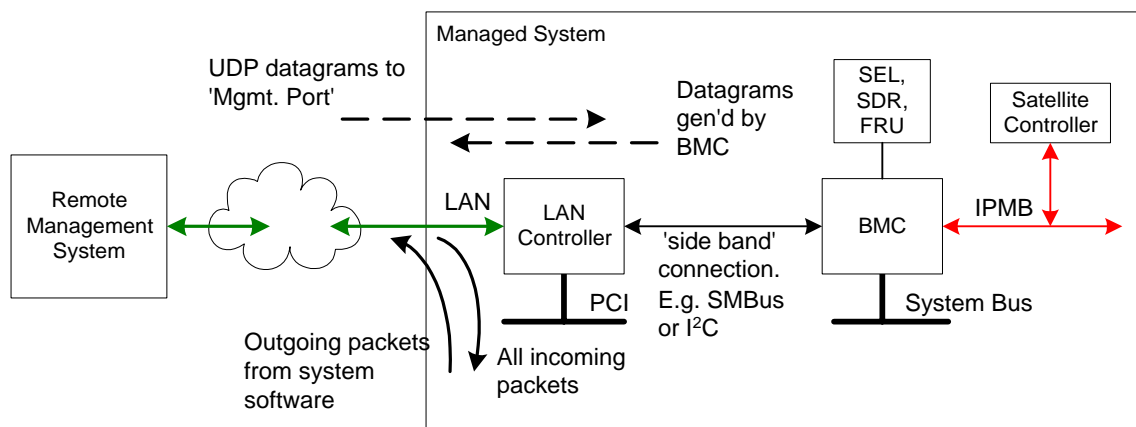 Managed System
UDP datagrams to
'Mgmt. Port'
Datagrams
gen'd by
BMC
SEL,
SDR,
FRU
Satellite
Controller
Remote
Management
System
LAN
LAN
Controller
'side band'
connection.
E.g. SMBus
or I²C
BMC
IPMB
PCI
System Bus
Outgoing packets
from system
software
All incoming
packets